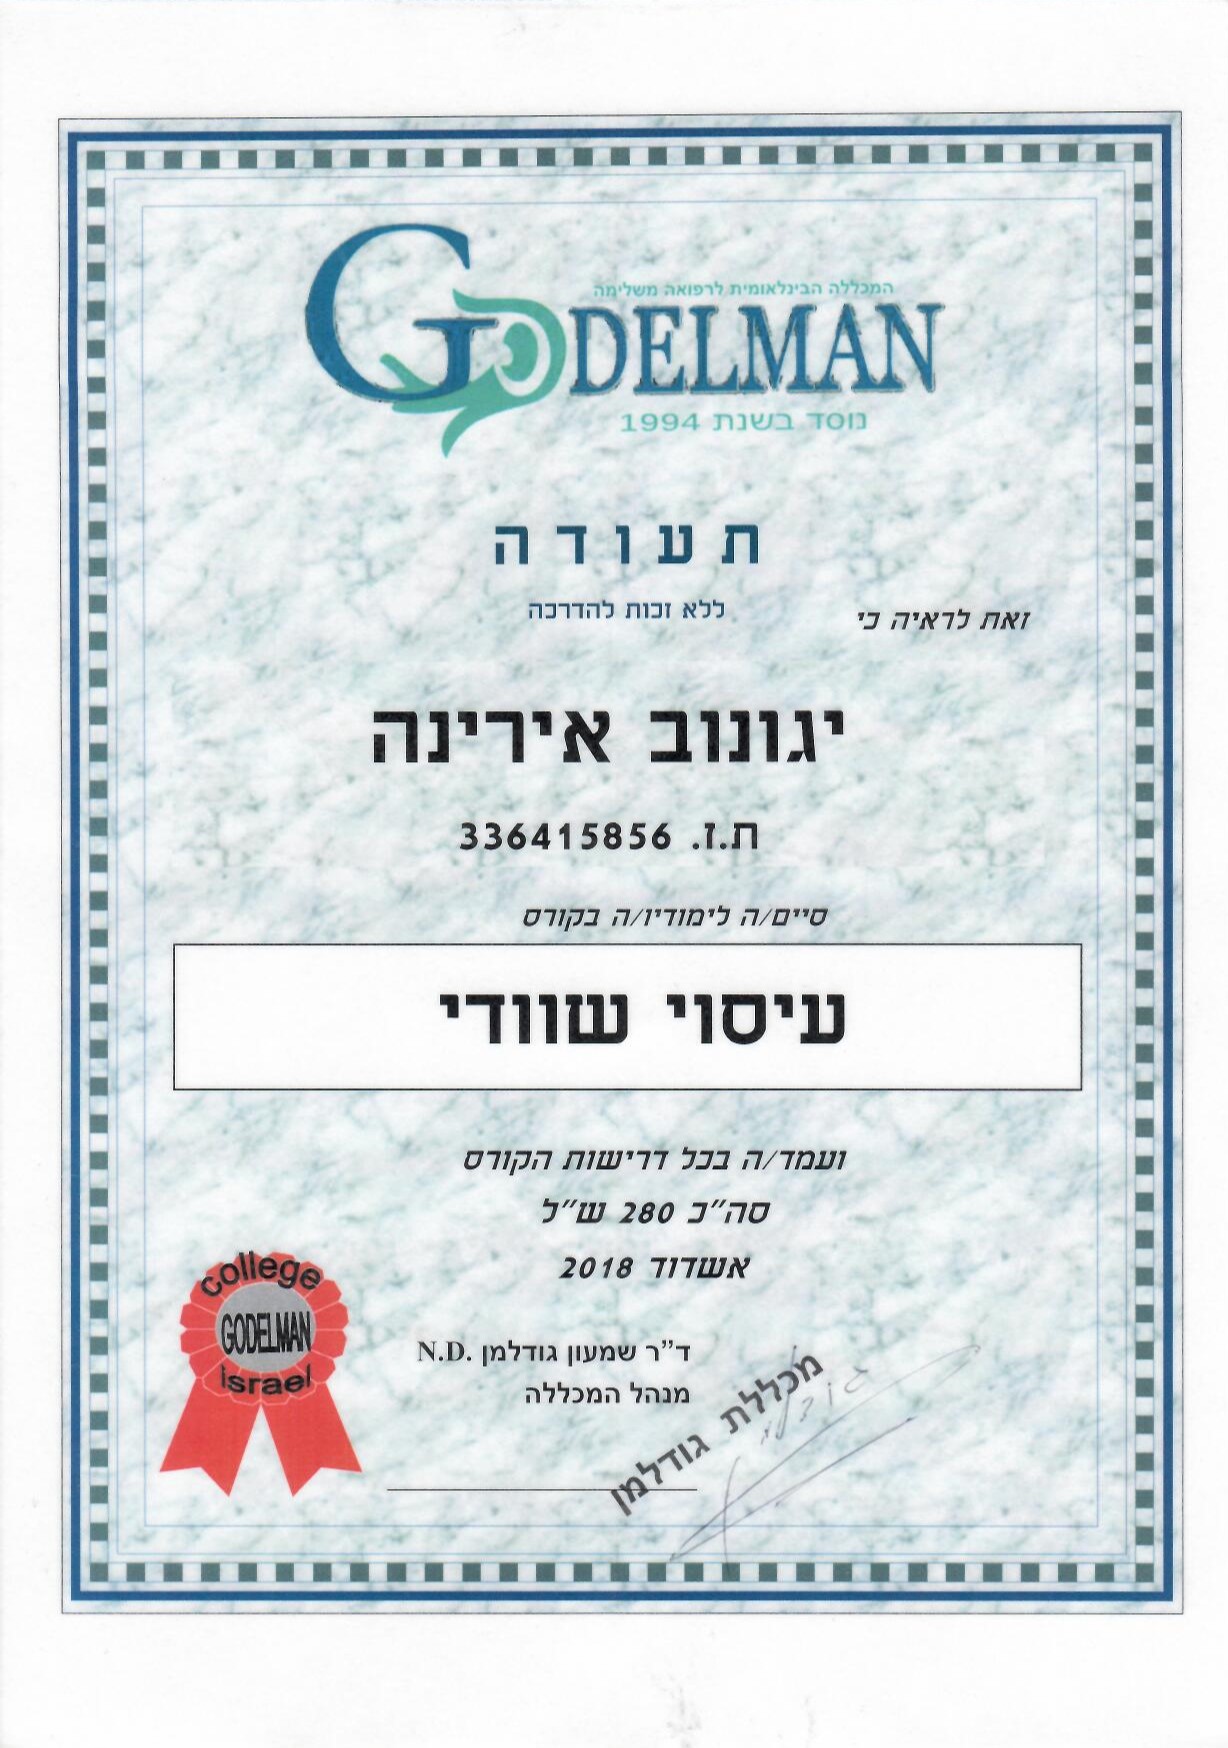 המכללה הבינלאומית לרפואה משלימה
GODELMAN
נוסד בשנת 1994
תעודה
ללא זכות להדרכה
זאת לראיה כי
יגונוב אירינה
ת.ז. 336415856
סיים/ה לימודיו/ה בקורס
עיסוי שוודי
ועמד/ה בכל דרישות הקורס
סה"כ 280 ש"ל
אשדוד 2018
college
GODELMAN
israel
ד"ר שמעון גודלמן N.D.
מנהל המכללה
מכללת גודלמן